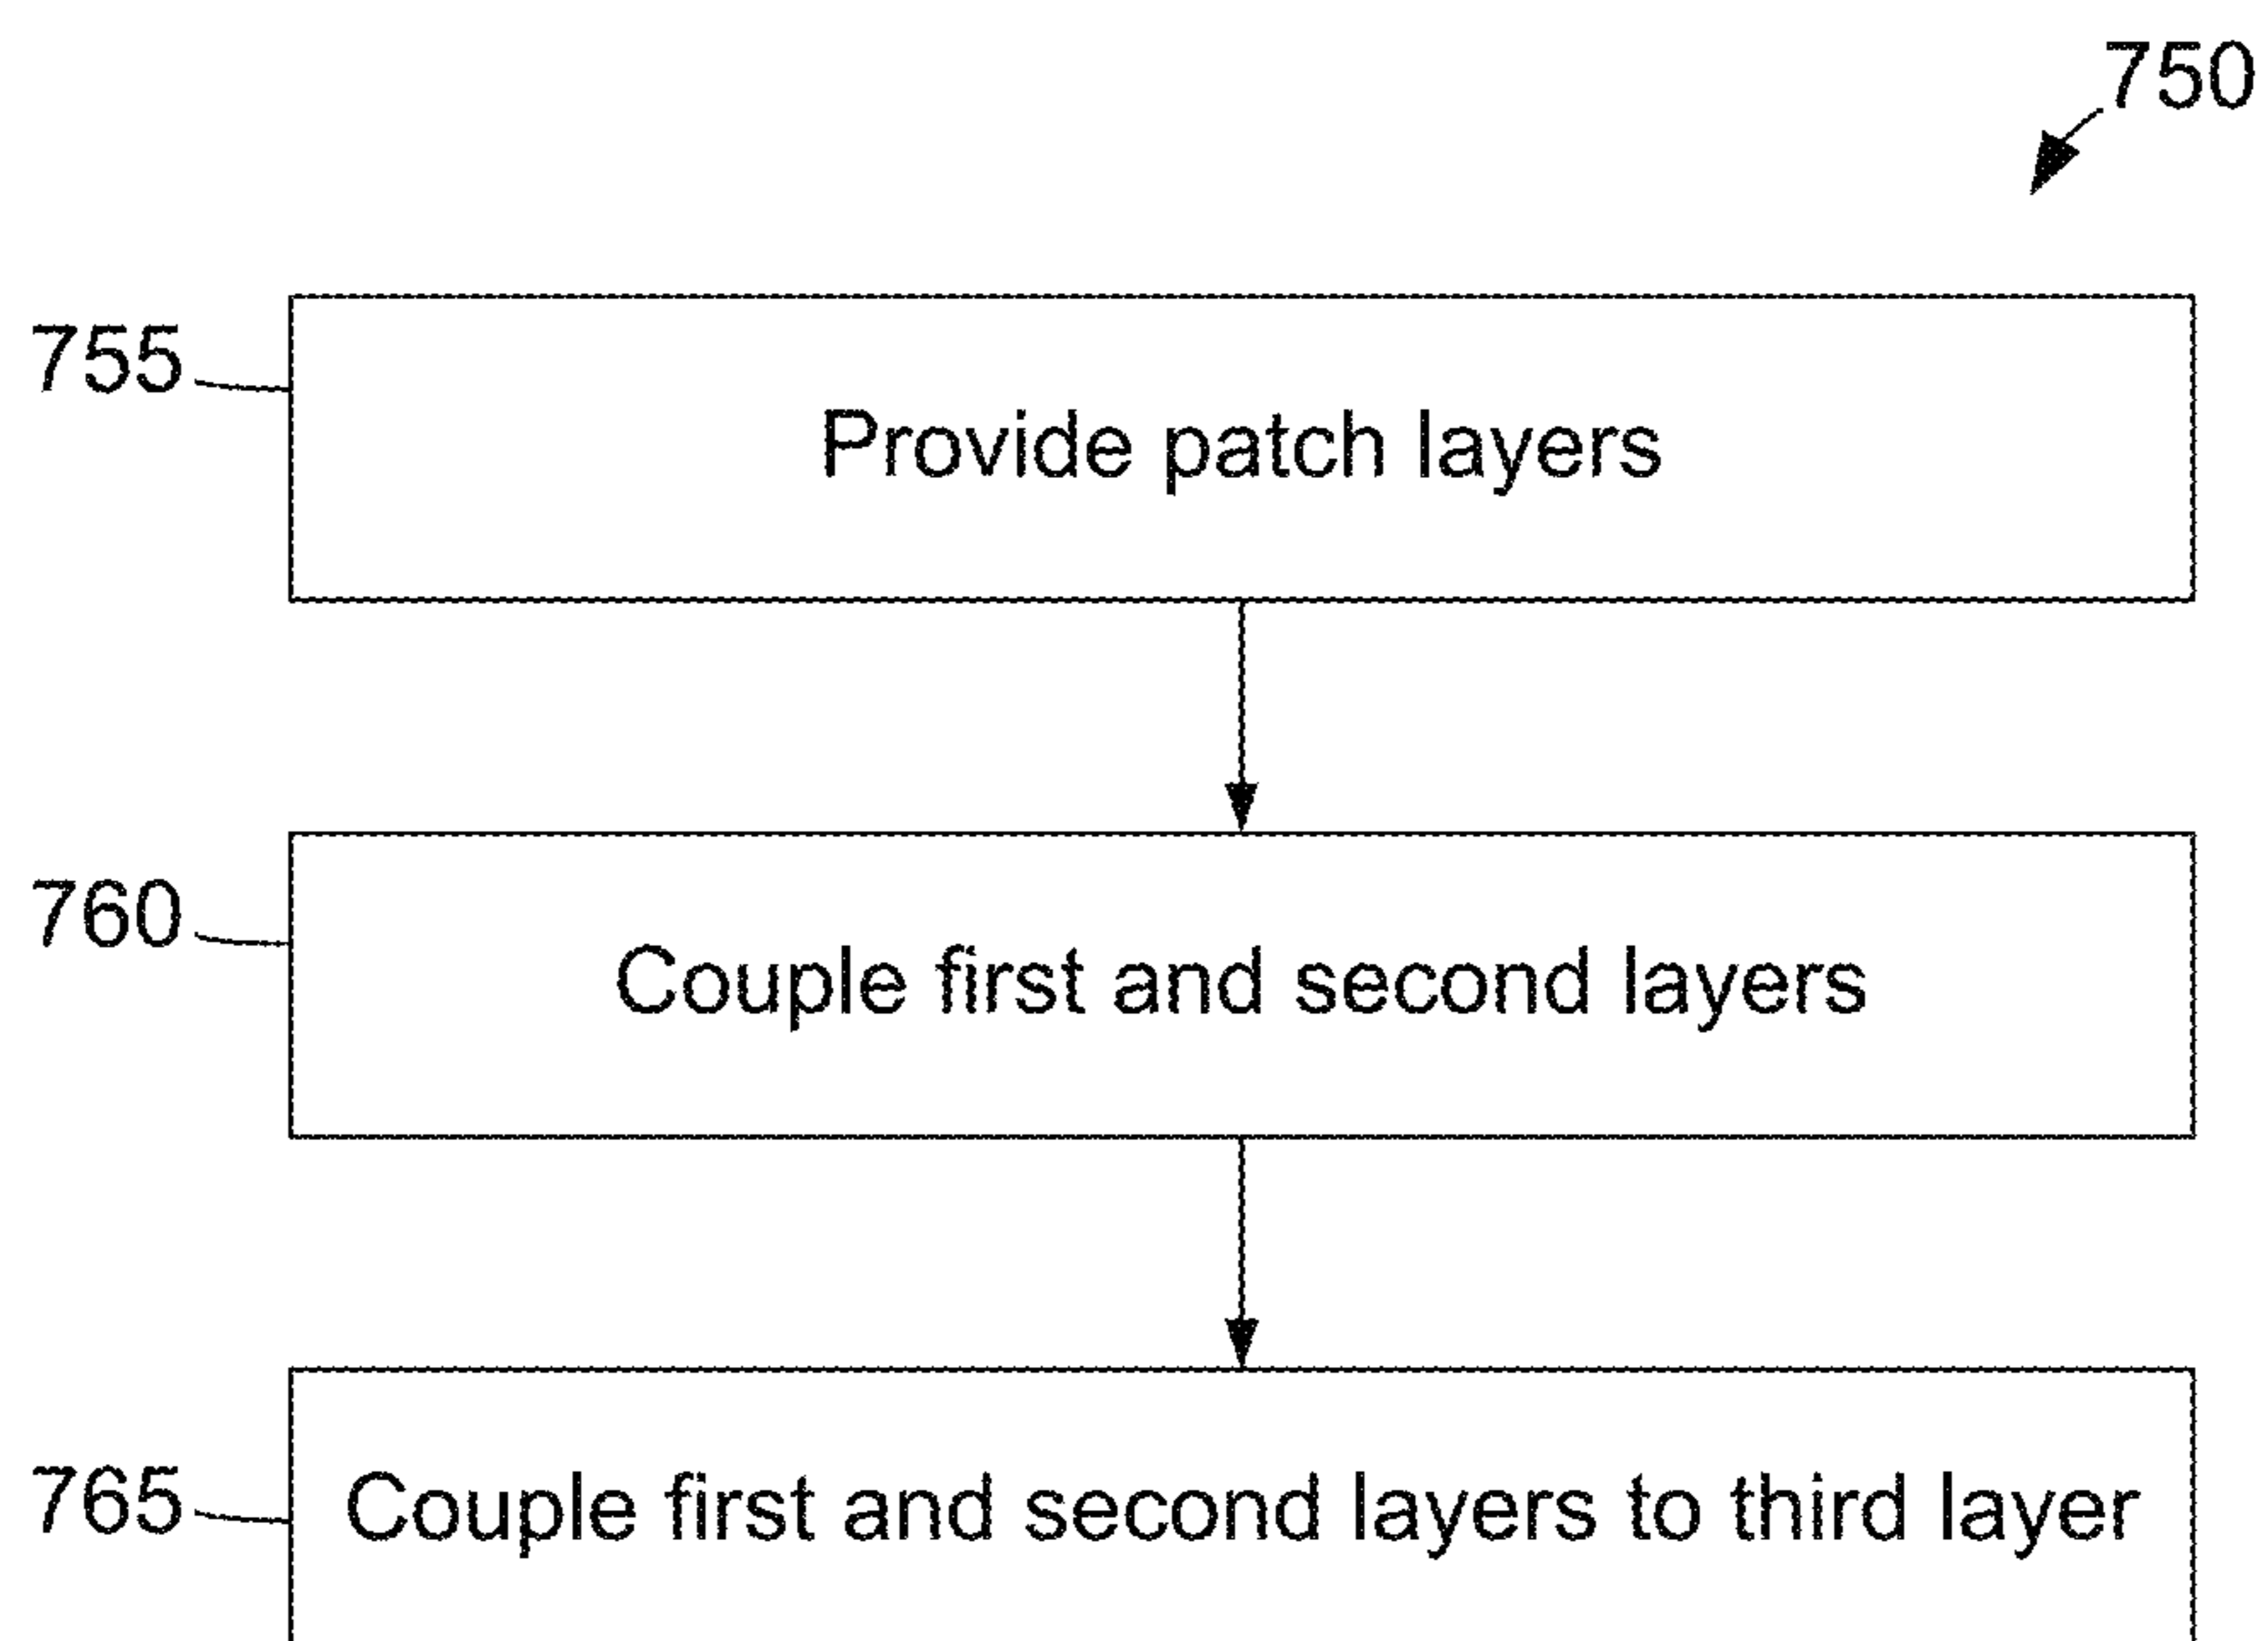 750
755
Provide patch layers
760
Couple first and second layers
765
Couple first and second layers to third layer